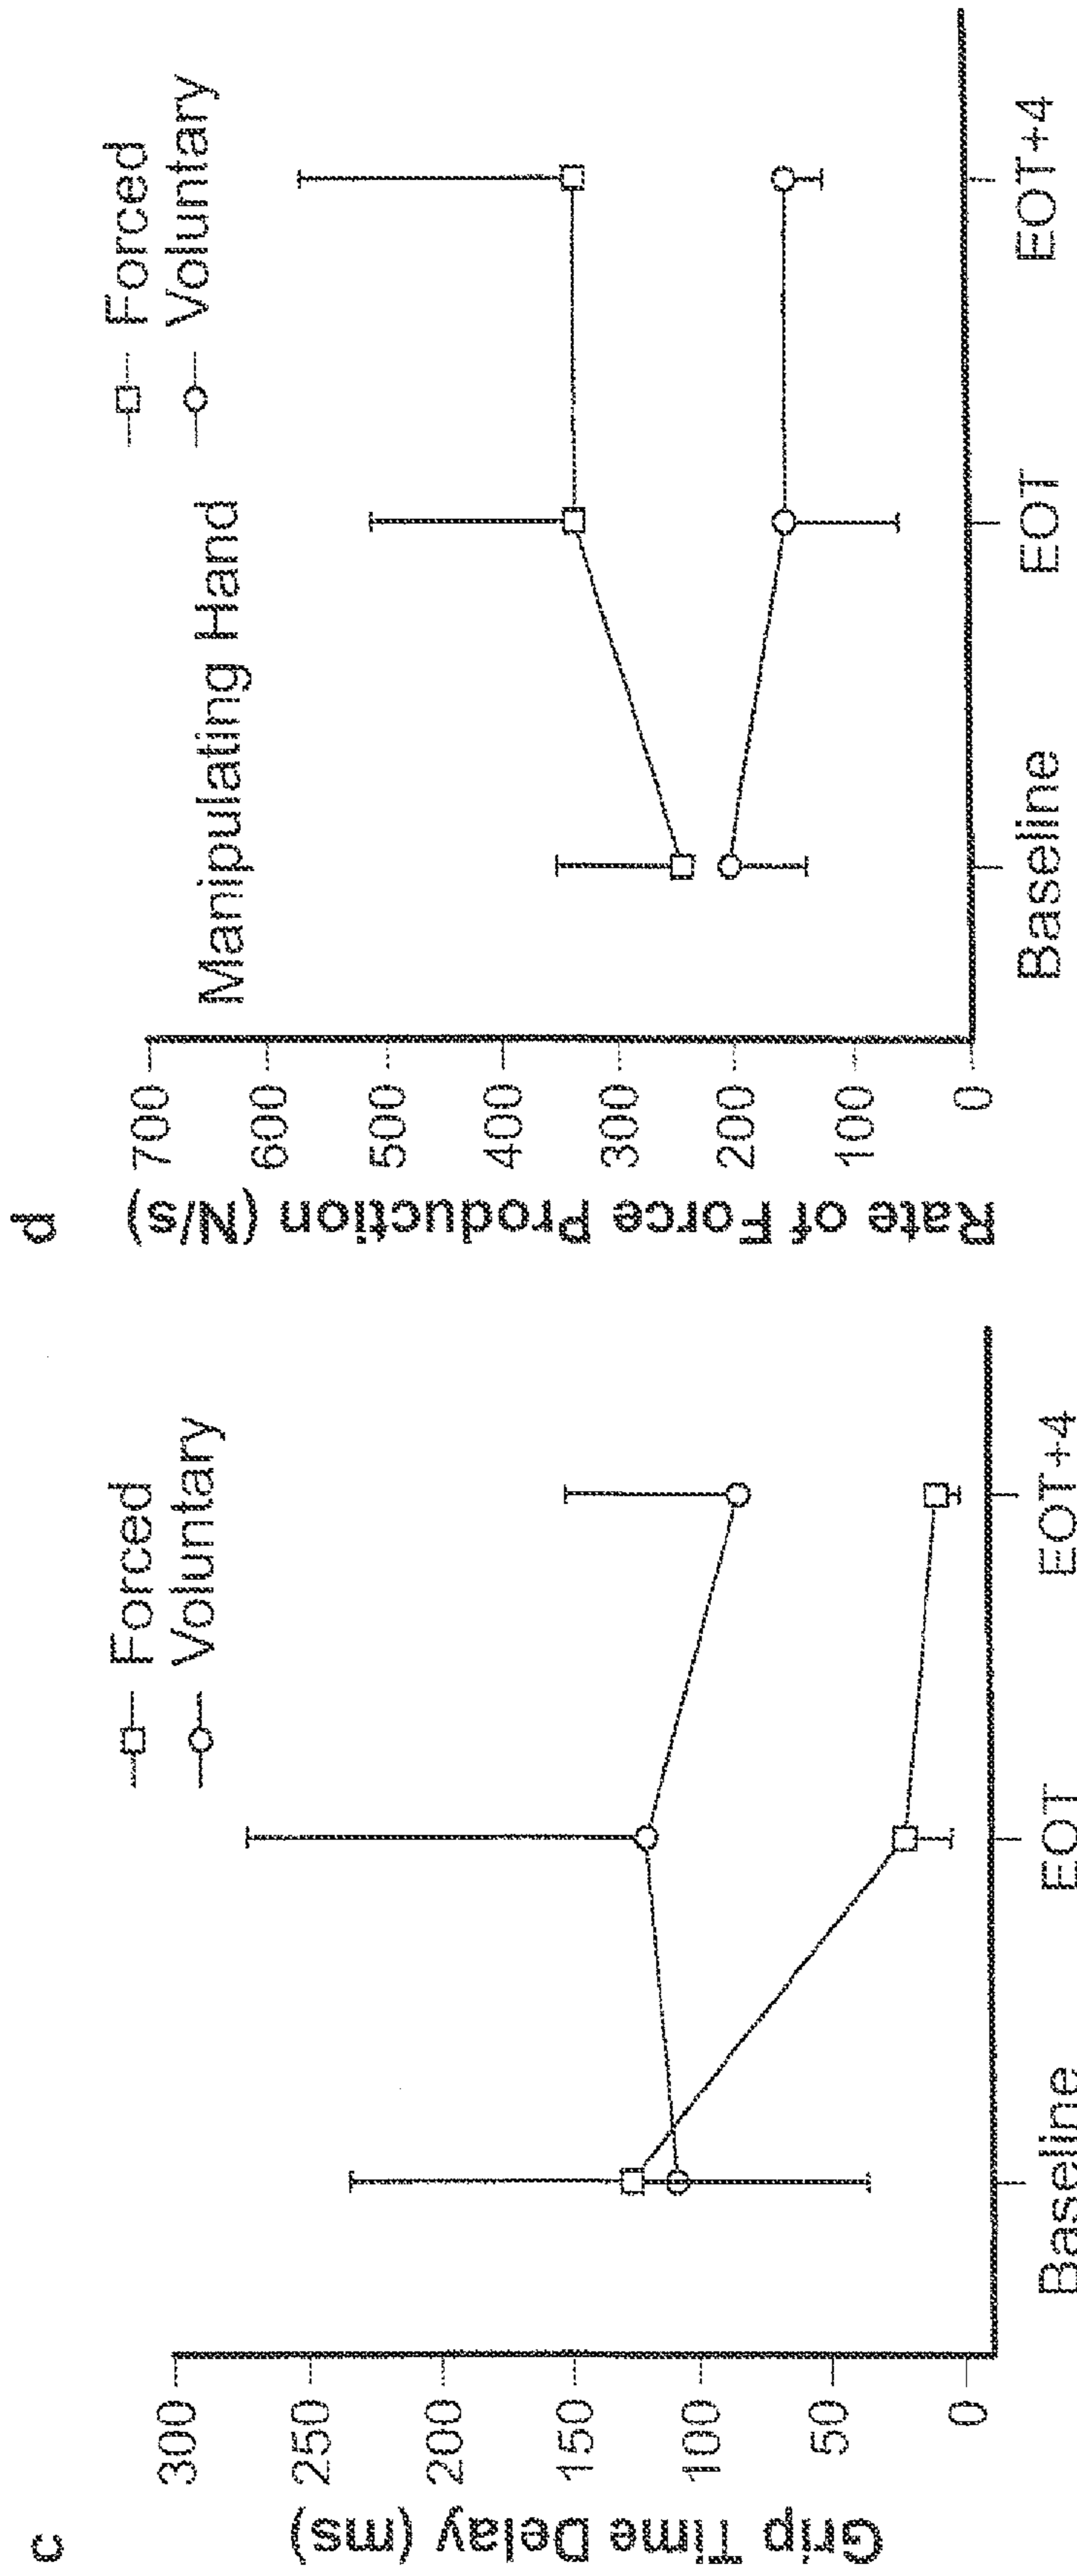 c
Grip Time Delay (ms)
300
250
200
150
100
50
0
Forced
Voluntary
Baseline
EOT
EOT+4
d
Rate of Force Production (N/s)
700
600
500
400
300
200
100
0
Manipulating Hand
Forced
Voluntary
Baseline
EOT
EOT+4